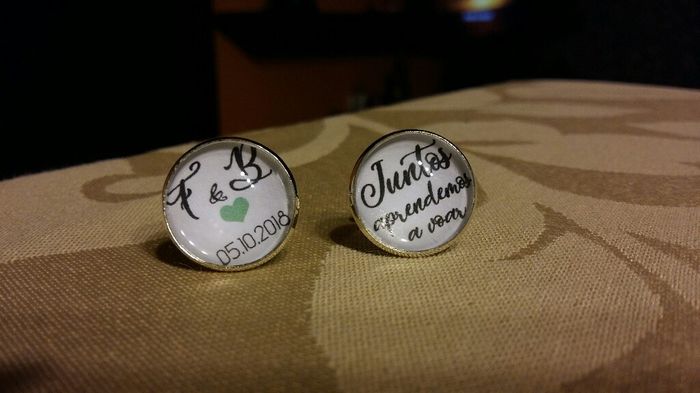 F & B
05.10.2018
Juntos
aprendemos
a voar